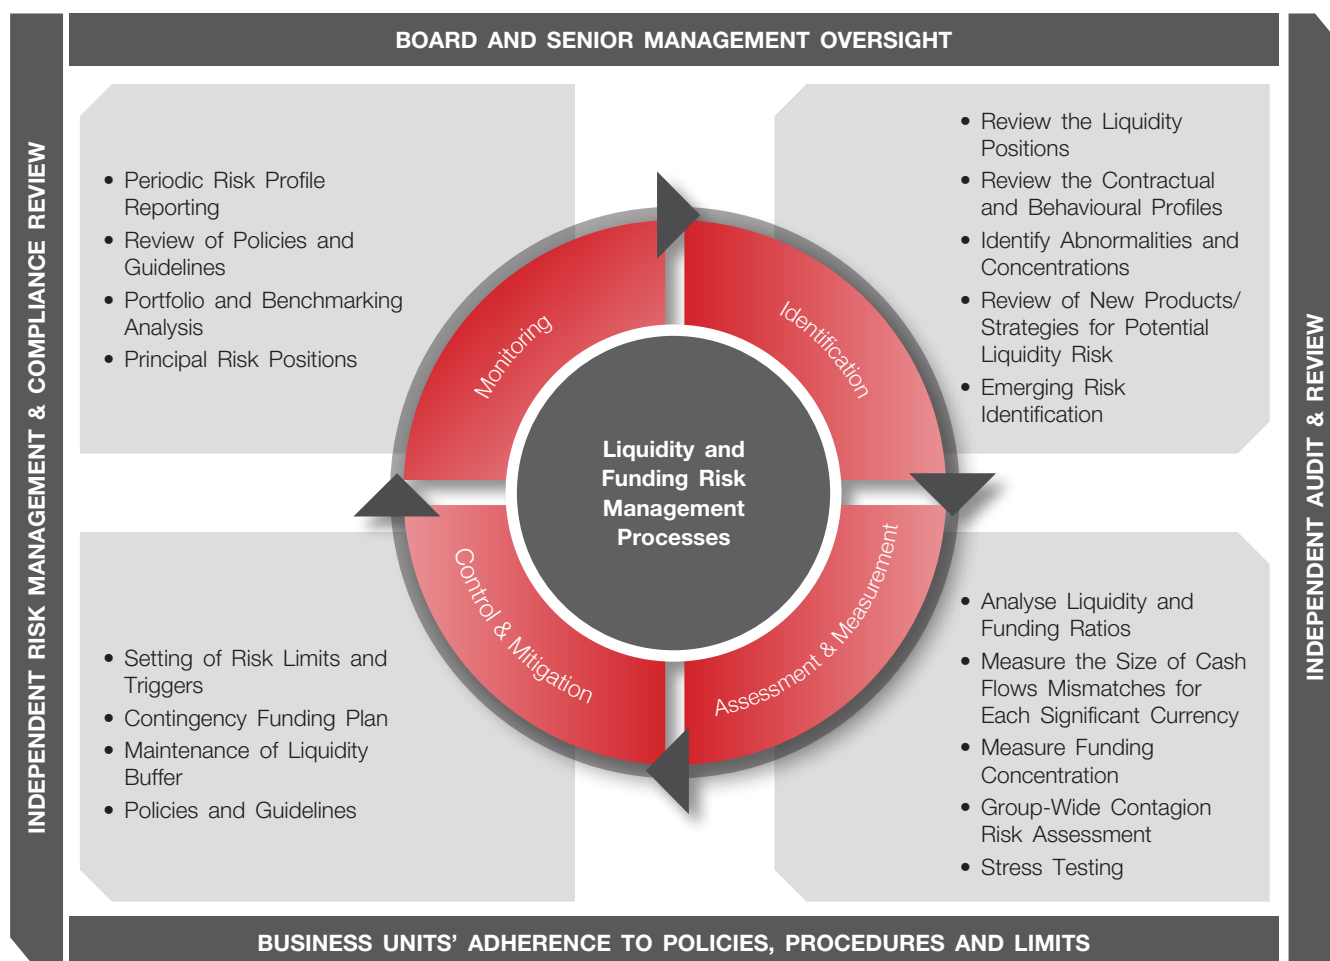 BOARD AND SENIOR MANAGEMENT OVERSIGHT
INDEPENDENT RISK MANAGEMENT & COMPLIANCE REVIEW
• Periodic Risk Profile
Reporting
• Review of Policies and
Guidelines
• Portfolio and Benchmarking
Analysis
• Principal Risk Positions
Monitoring
Identification
• Review the Liquidity
Positions
• Review the Contractual
and Behavioural Profiles
• Identify Abnormalities and
Concentrations
• Review of New Products/
Strategies for Potential
Liquidity Risk
• Emerging Risk
Identification
Liquidity and
Funding Risk
Management
Processes
• Setting of Risk Limits and
Triggers
• Contingency Funding Plan
• Maintenance of Liquidity
Buffer
• Policies and Guidelines
Control & Mitigation
Assessment & Measurement
• Analyse Liquidity and
Funding Ratios
• Measure the Size of Cash
Flows Mismatches for
Each Significant Currency
• Measure Funding
Concentration
• Group-Wide Contagion
Risk Assessment
• Stress Testing
INDEPENDENT AUDIT & REVIEW
BUSINESS UNITS’ ADHERENCE TO POLICIES, PROCEDURES AND LIMITS